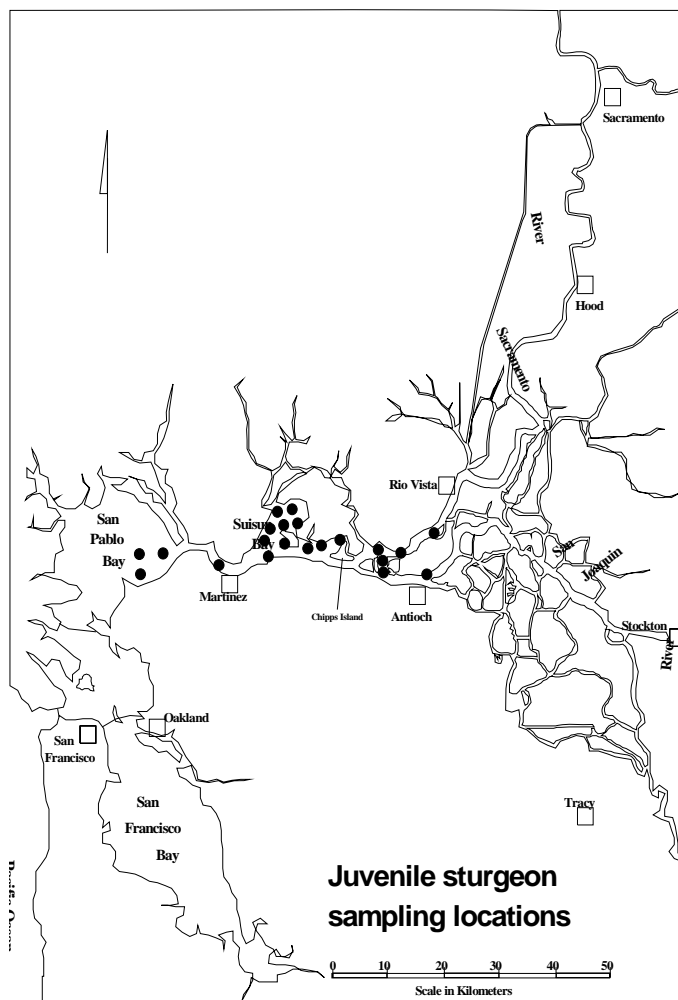 Sacramento
River
Hood
Sacramento
Rio Vista
San
Pablo
Bay
Suisun
Bay
San
Joaquin
River
Martinez
Chipps Island
Antioch
Stockton
Oakland
San
Francisco
San
Francisco
Bay
Tracy
Pacific Ocean
Juvenile sturgeon
sampling locations
0 10 20 30 40 50
Scale in Kilometers